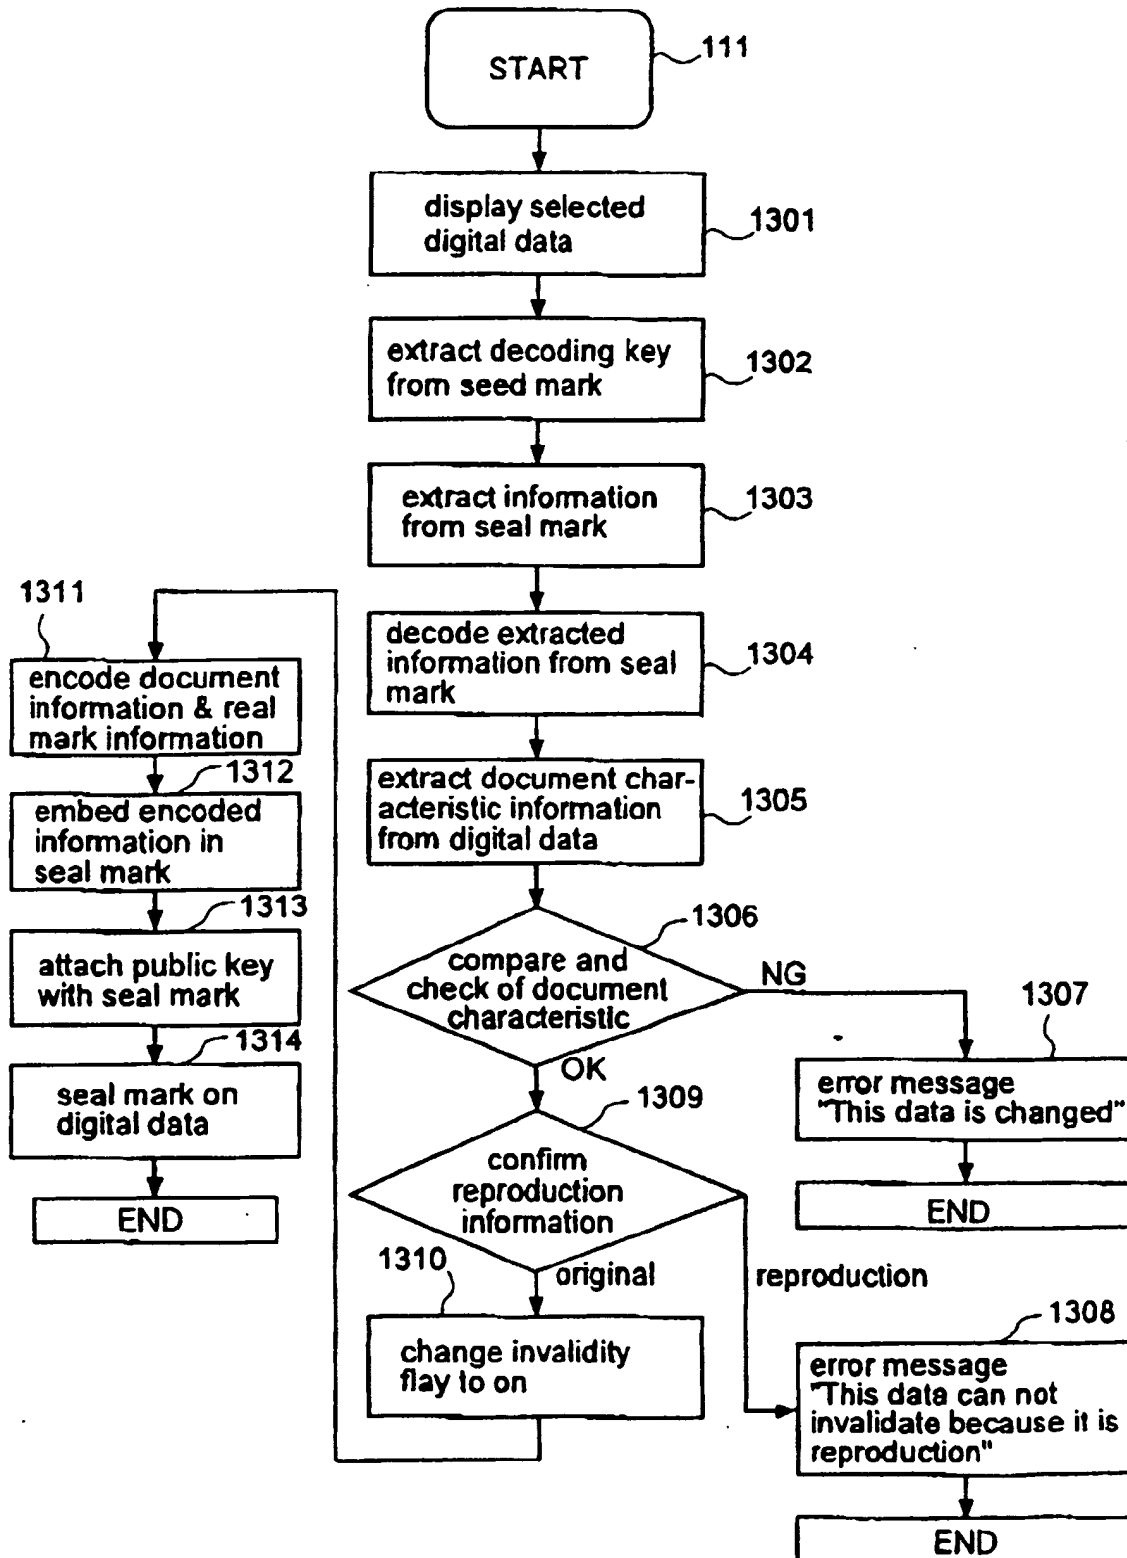 START
111
display selected
digital data
1301
extract decoding key
from seed mark
1302
extract information
from seal mark
1303
decode extracted
information from seal
mark
1304
extract document char-
acteristic information
from digital data
1305
compare and
check of document
characteristic
1306
NG
OK
1307
error message
"This data is changed"
END
1309
confirm
reproduction
information
original
reproduction
1308
error message
"This data can not
invalidate because it is
reproduction"
END
1310
change invalidity
flay to on
1311
encode document
information & real
mark information
1312
embed encoded
information in
seal mark
1313
attach public key
with seal mark
1314
seal mark on
digital data
END